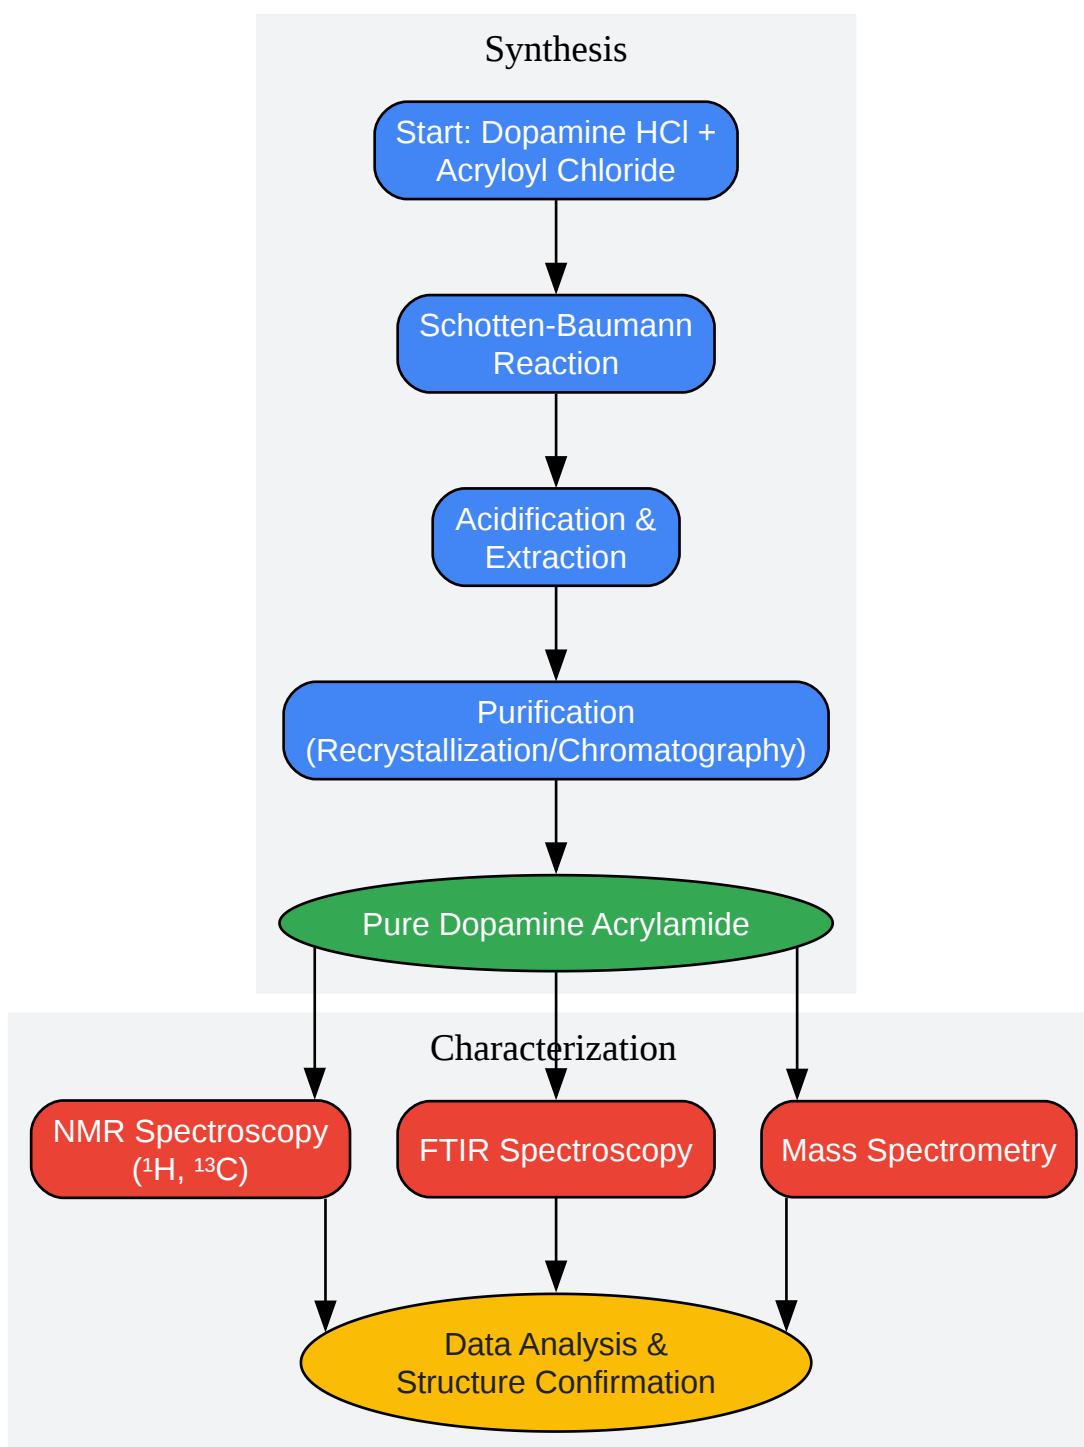 Synthesis
Start: Dopamine HCl +
Acryloyl Chloride
Schotten-Baumann
Reaction
Acidification &
Extraction
Purification
(Recrystallization/Chromatography)
Pure Dopamine Acrylamide
Characterization
NMR Spectroscopy
(¹H, ¹³C)
FTIR Spectroscopy
Mass Spectrometry
Data Analysis &
Structure Confirmation